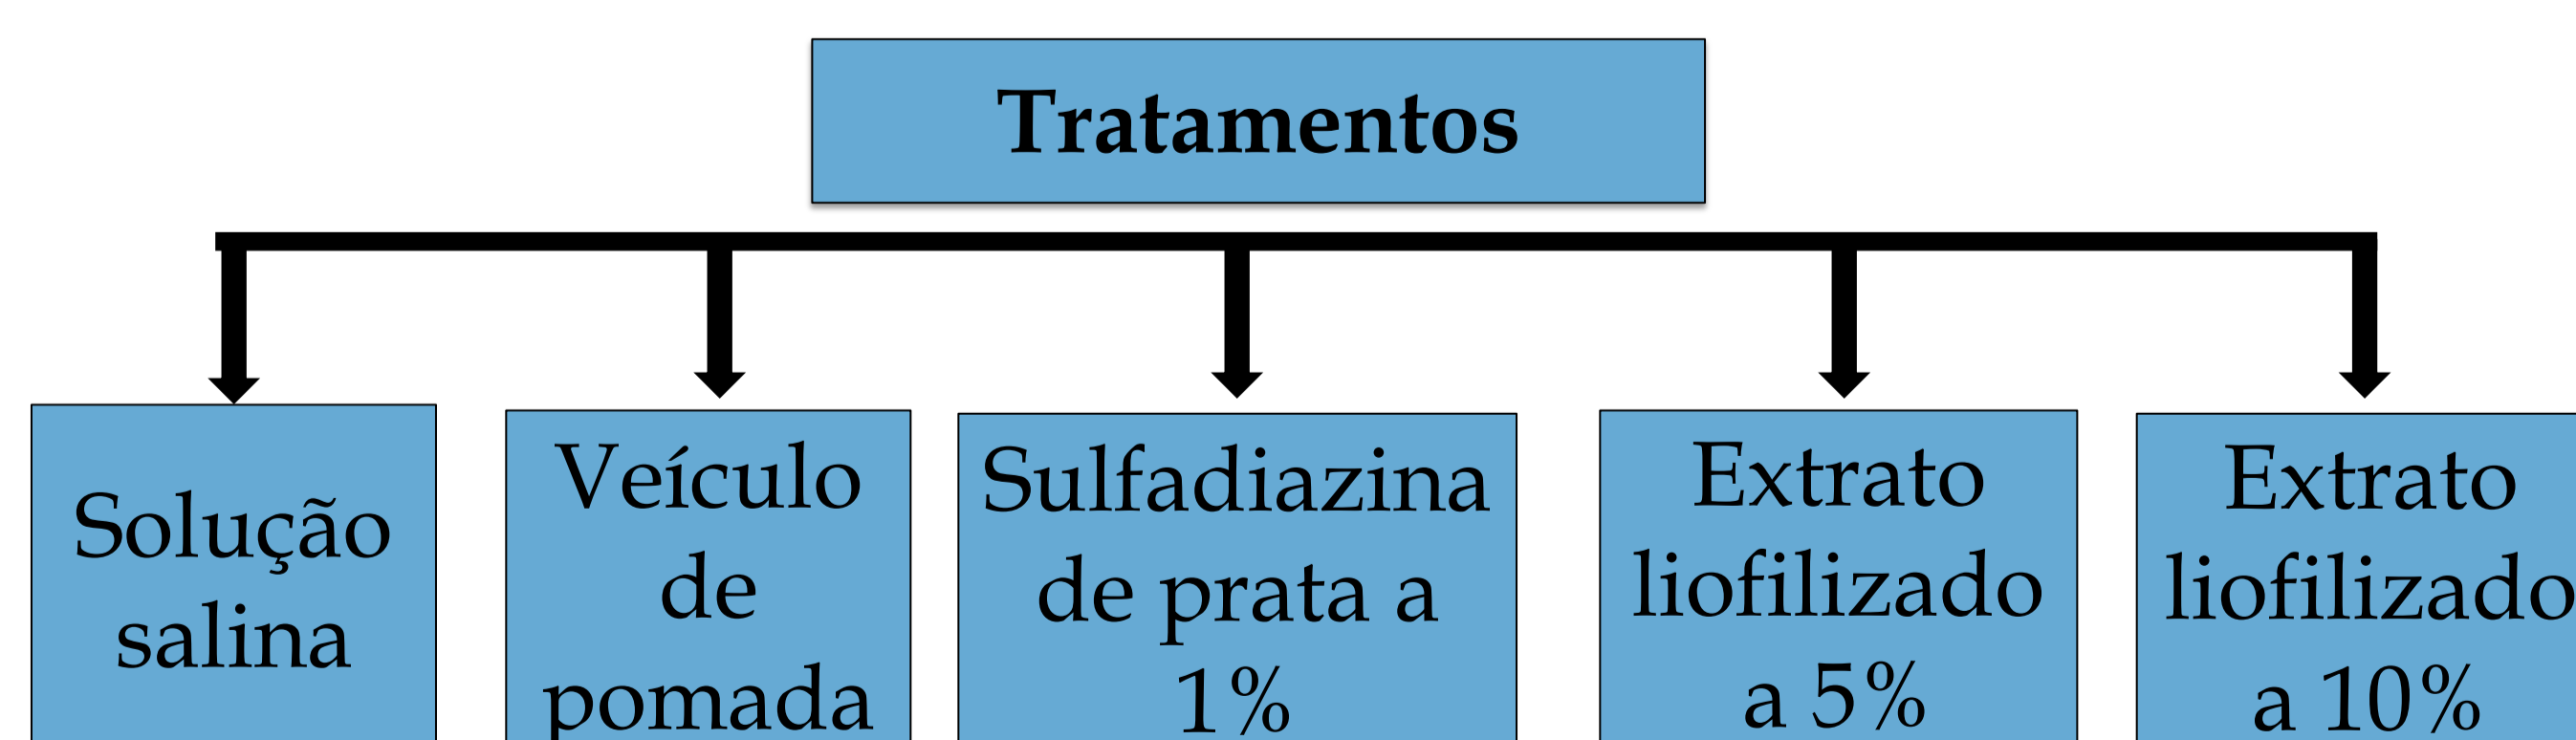 Tratamentos
Solução
salina
Veículo
de
pomada
Sulfadiazina
de prata a
1%
Extrato
liofilizado
a 5%
Extrato
liofilizado
a 10%